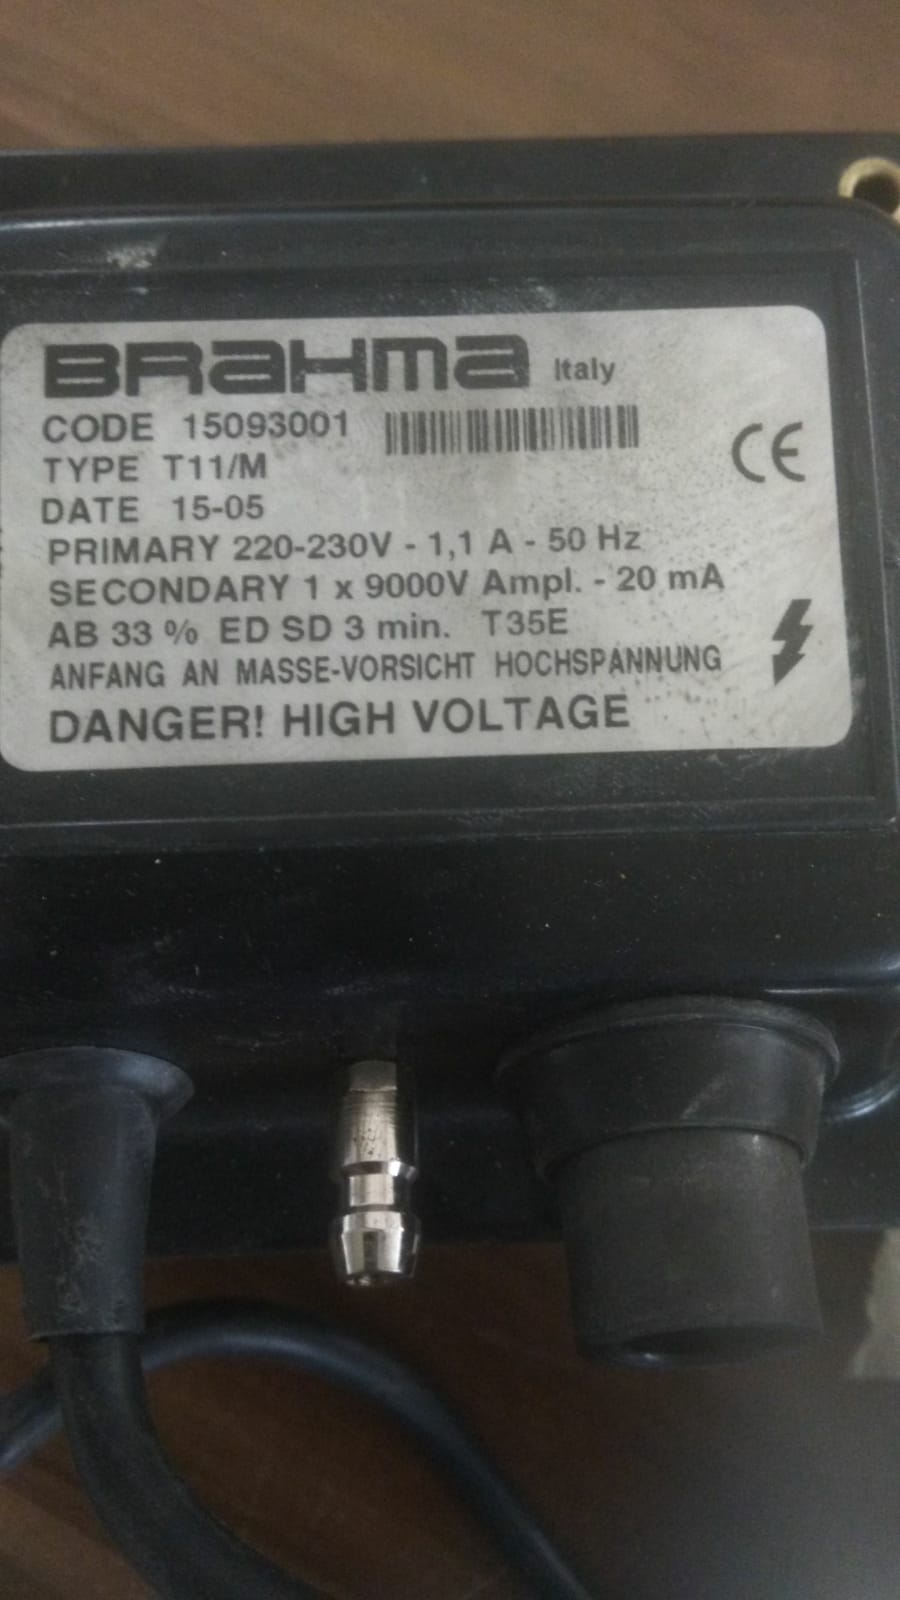 BRAHMA Italy
CODE 15093001
TYPE T11/M
DATE 15-05
PRIMARY 220-230V - 1,1 A - 50 Hz
SECONDARY 1 x 9000V Ampl. - 20 mA
AB 33 % ED SD 3 min. T35E
ANFANG AN MASSE-VORSICHT HOCHSPANNUNG
DANGER! HIGH VOLTAGE
CE